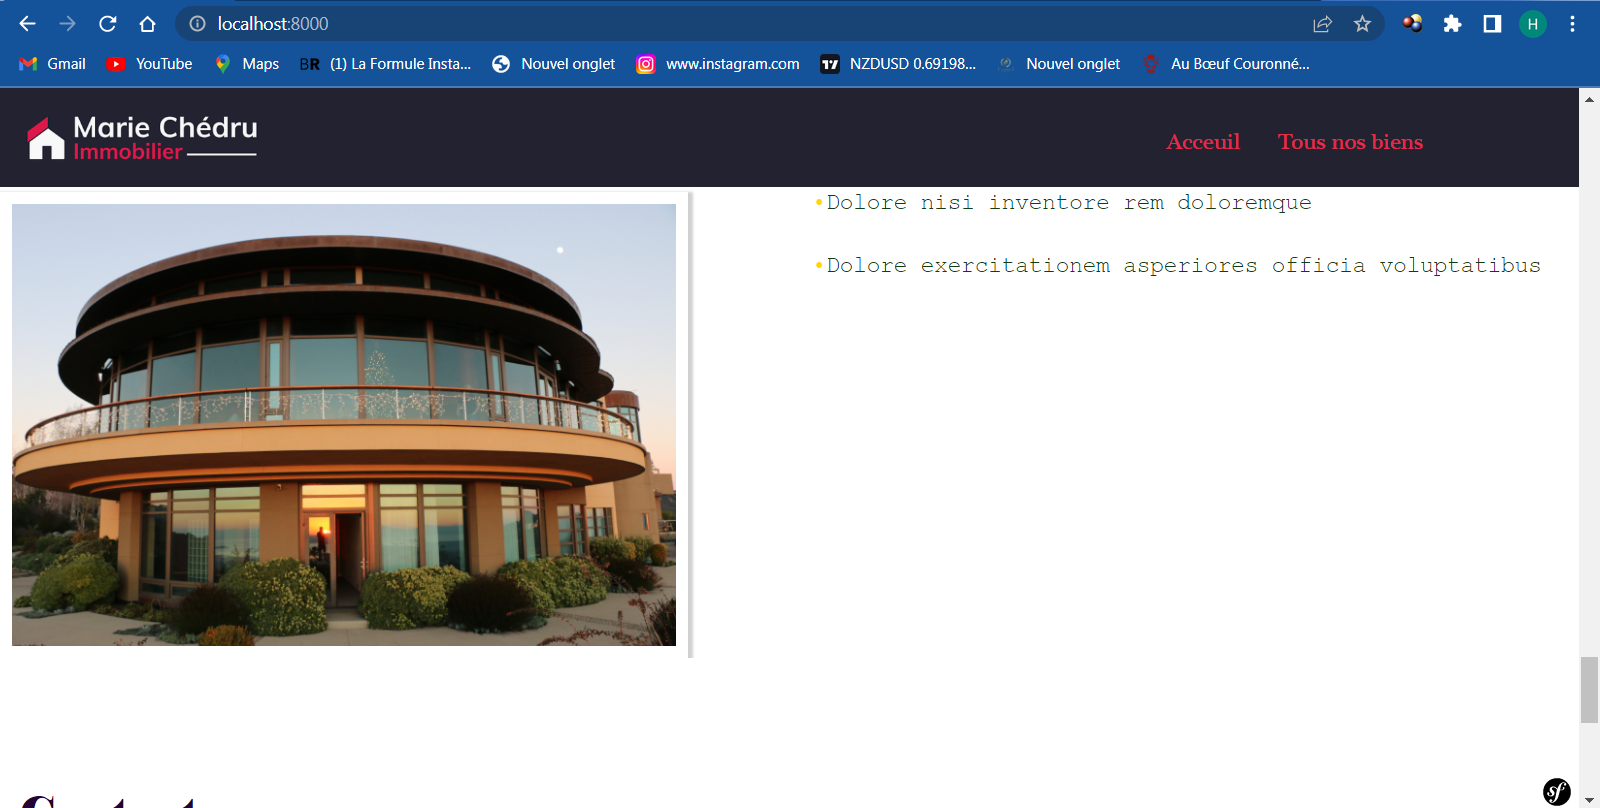 localhost:8000
H
Gmail
YouTube
Maps
BR (1) La Formule Insta...
Nouvel onglet
www.instagram.com
NZDUSD 0.69198...
Nouvel onglet
Au Bœuf Couronné...
Marie Chédru
Immobilier
Acceuil
Tous nos biens
•Dolore nisi inventore rem doloremque
•Dolore exercitationem asperiores officia voluptatibus
sf